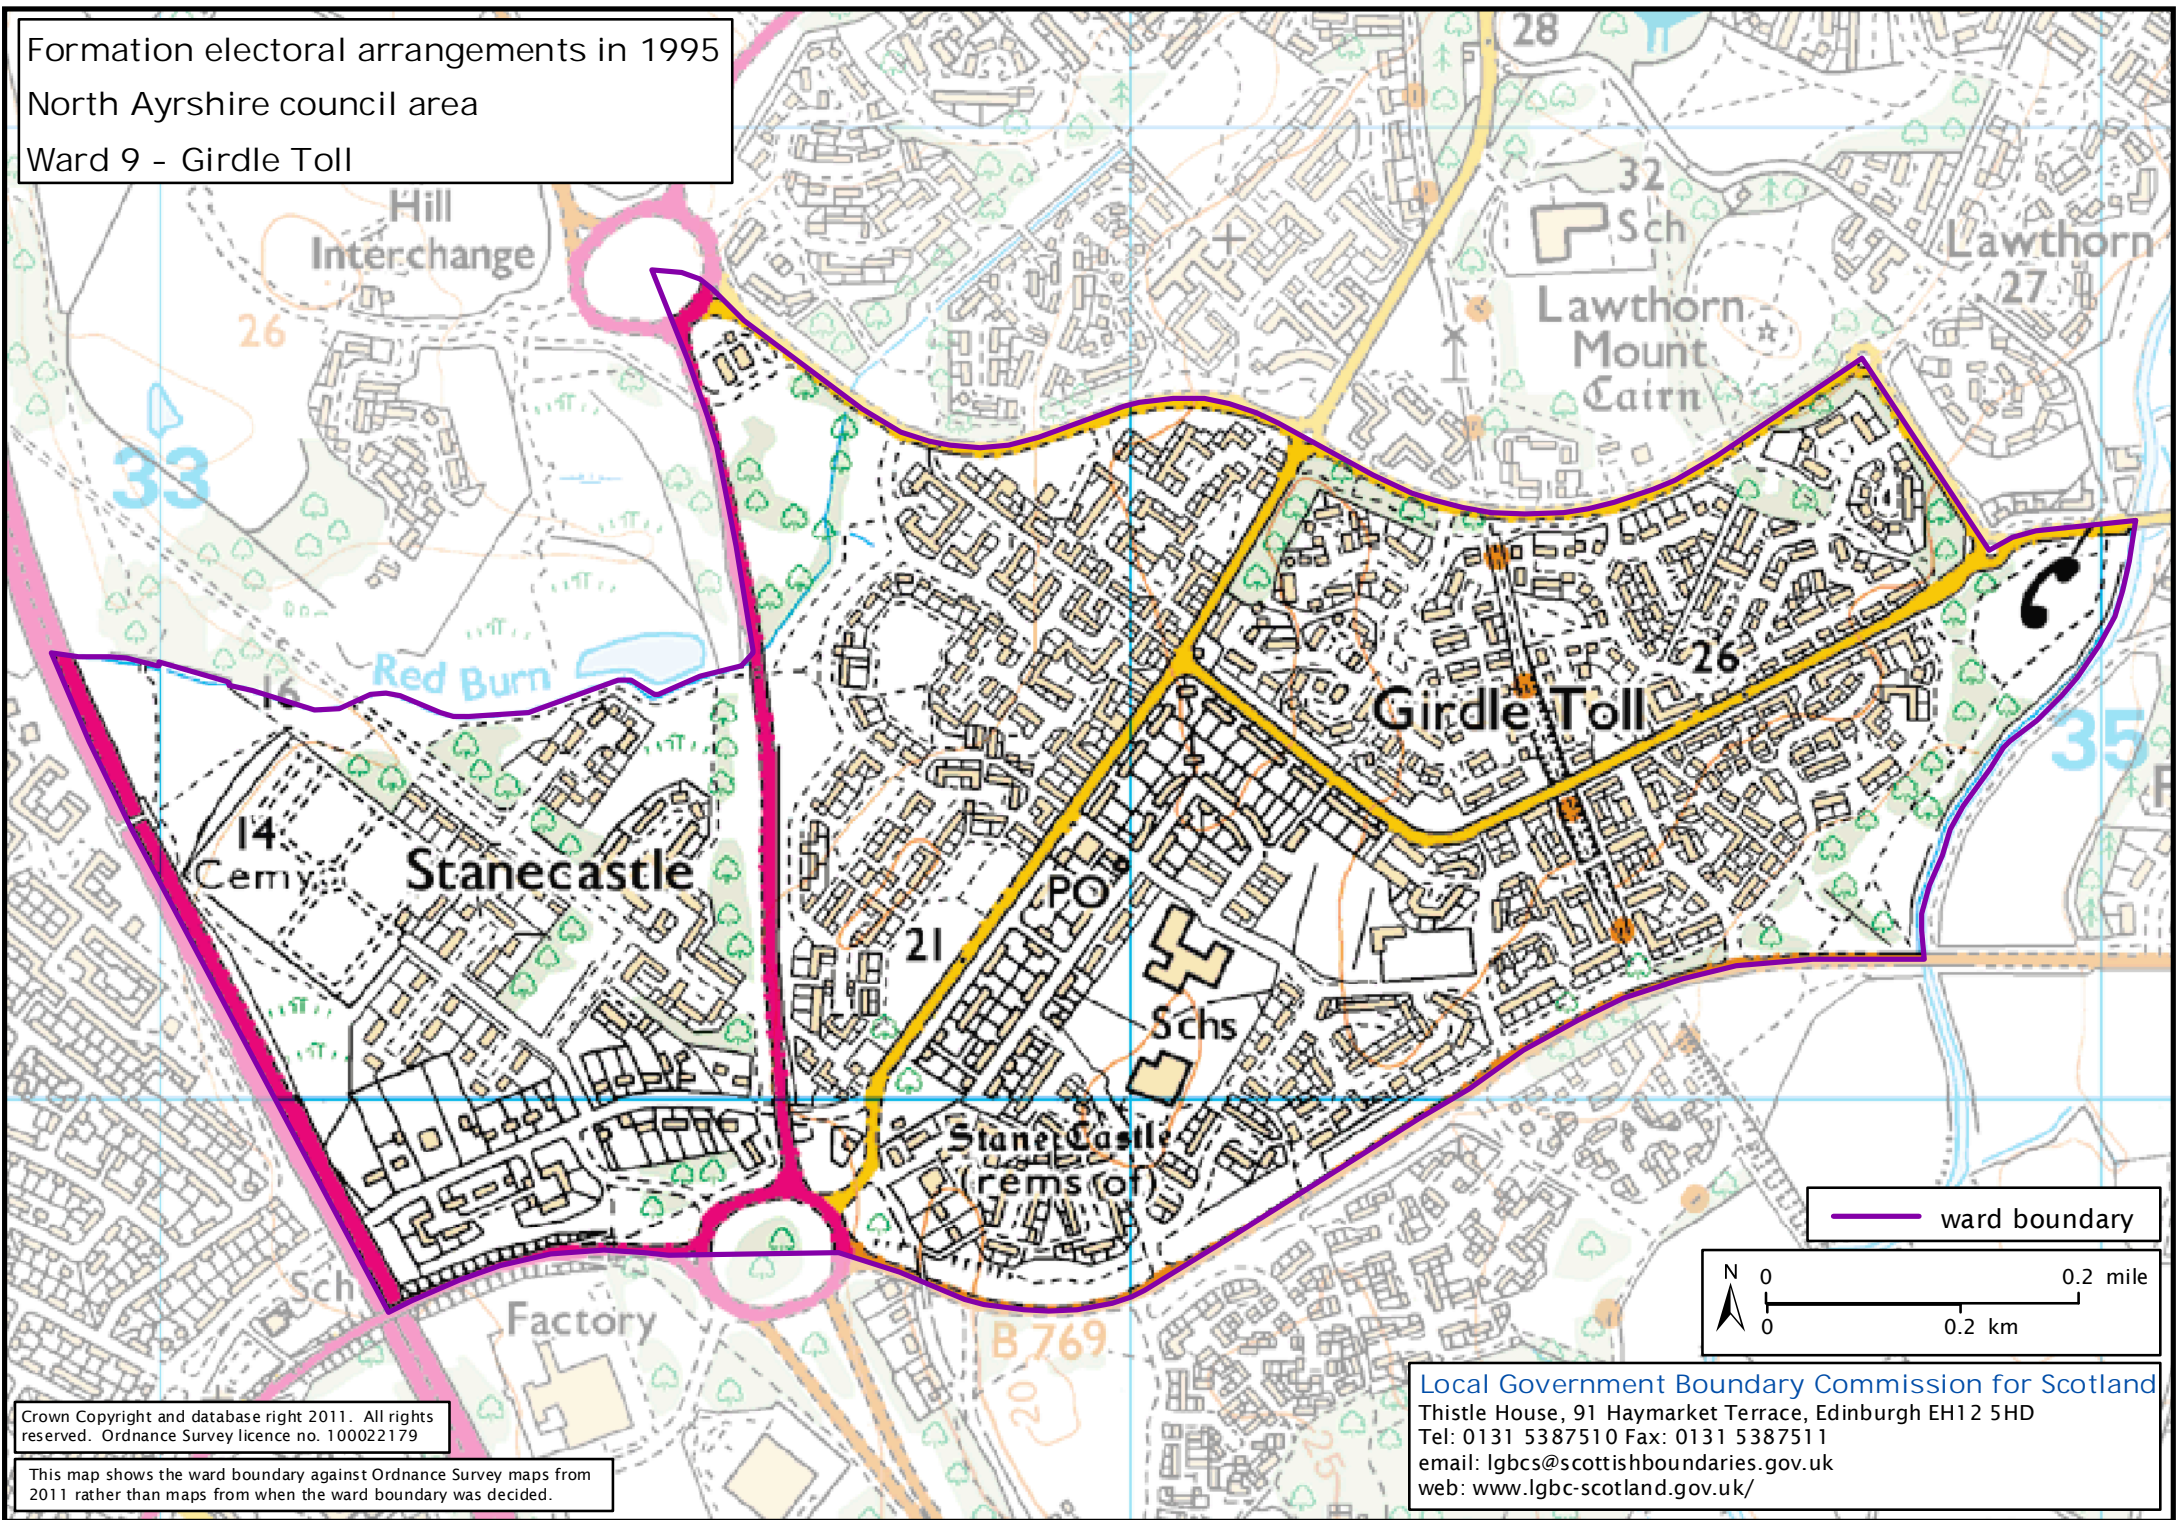 Formation electoral arrangements in 1995
North Ayrshire council area
Ward 9 - Girdle Toll
28
32
Sch
Hill
Interchange
Lawthorn
27
26
Lawthorn
Mount
Cairn
33
Red Burn
16
26
Girdle Toll
35
14
Cemy
Stanecastle
PO
21
Schs
Stane Castle
(rems of)
ward boundary
Sch
Factory
B 769
20
25
N 0 0.2 mile
0 0.2 km
Local Government Boundary Commission for Scotland
Thistle House, 91 Haymarket Terrace, Edinburgh EH12 5HD
Tel: 0131 5387510 Fax: 0131 5387511
email: lgbcs@scottishboundaries.gov.uk
web: www.lgbc-scotland.gov.uk/
Crown Copyright and database right 2011. All rights
reserved. Ordnance Survey licence no. 100022179
This map shows the ward boundary against Ordnance Survey maps from
2011 rather than maps from when the ward boundary was decided.